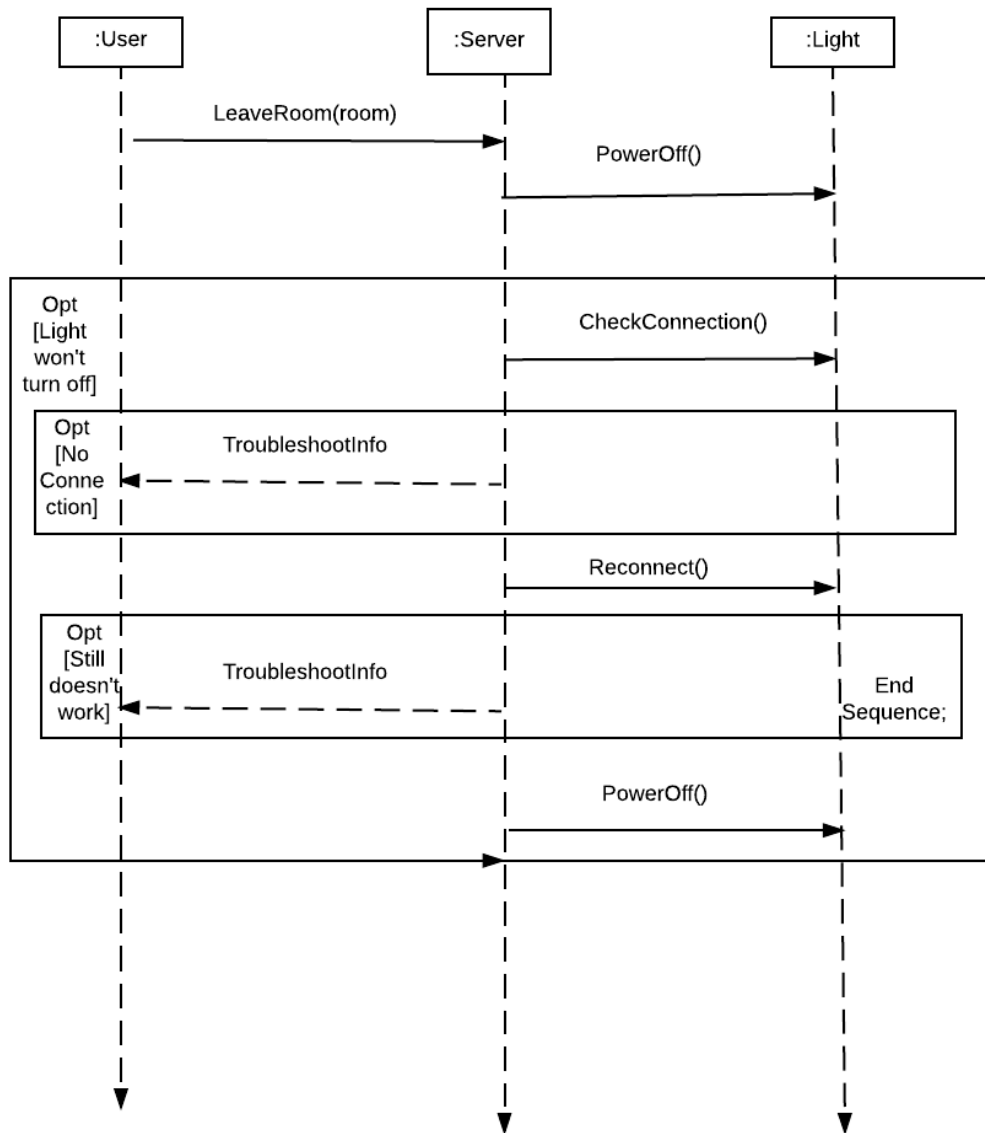 :User
:Server
:Light
LeaveRoom(room)
PowerOff()
Opt
[Light
won't
turn off]
CheckConnection()
Opt
[No
Conne
ction]
TroubleshootInfo
Reconnect()
Opt
[Still
doesn't
work]
TroubleshootInfo
End
Sequence;
PowerOff()